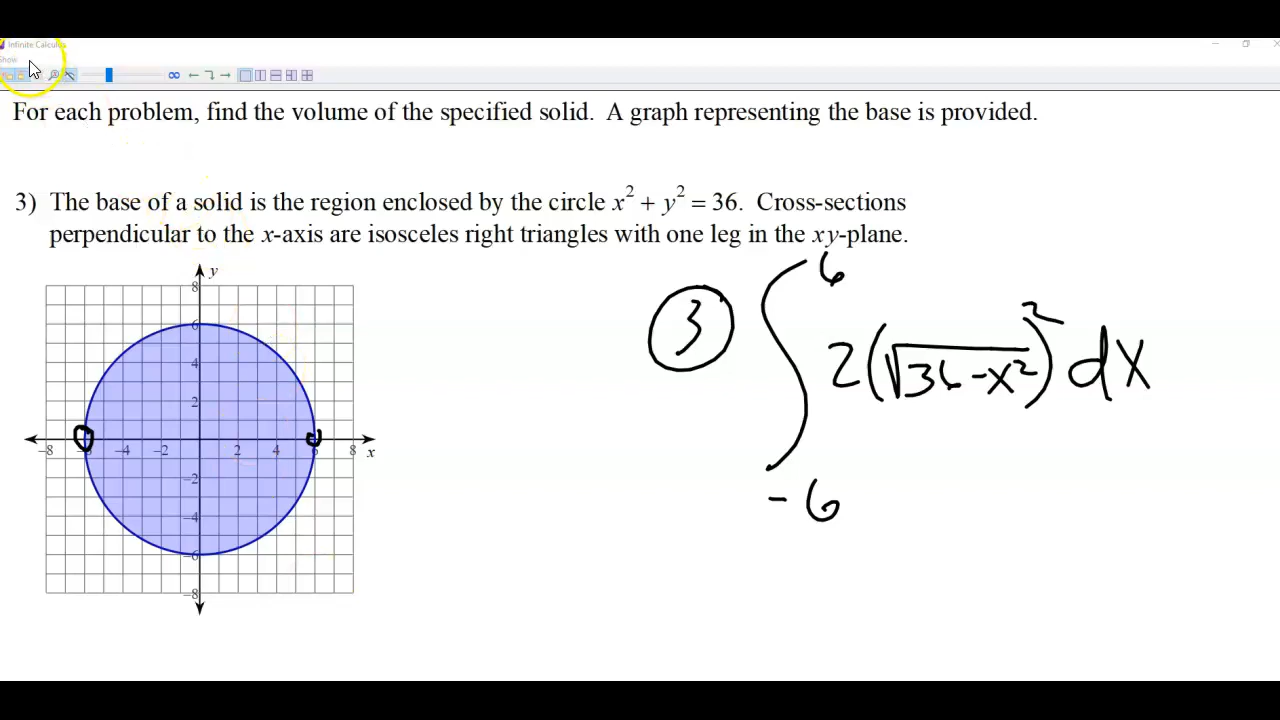 Infinite Calculus
Show
For each problem, find the volume of the specified solid.  A graph representing the base is provided.
3)  The base of a solid is the region enclosed by the circle x² + y² = 36.  Cross-sections
perpendicular to the x-axis are isosceles right triangles with one leg in the xy-plane.
y
8
6
4
2
−8 −4 −2 2 4 6 8 x
−2
−4
−6
−8
③ ∫ 6
2(√36-x²)² dx
-6